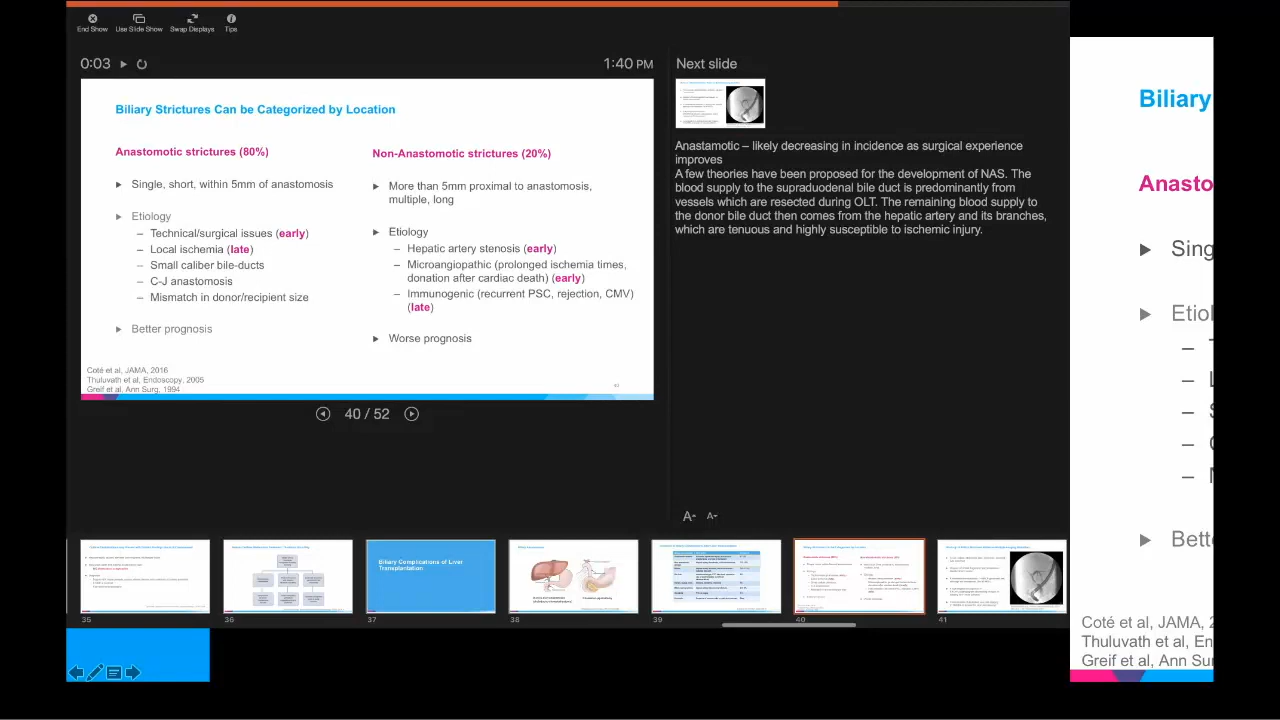 End Show
Use Slide Show
Swap Displays
Tips
0:03
1:40 PM
Biliary Strictures Can be Categorized by Location
Anastomotic strictures (80%)
Single, short, within 5mm of anastomosis
Etiology
– Technical/surgical issues (early)
– Local ischemia (late)
– Small caliber bile-ducts
– C-J anastomosis
– Mismatch in donor/recipient size
Better prognosis
Non-Anastomotic strictures (20%)
More than 5mm proximal to anastomosis,
multiple, long
Etiology
– Hepatic artery stenosis (early)
– Microangiopathic (prolonged ischemia times,
donation after cardiac death) (early)
– Immunogenic (recurrent PSC, rejection, CMV)
(late)
Worse prognosis
Coté et al, JAMA, 2016
Thuluvath et al, Endoscopy, 2005
Greif et al, Ann Surg, 1994
40 / 52
Next slide
Anastamotic – likely decreasing in incidence as surgical experience
improves
A few theories have been proposed for the development of NAS. The
blood supply to the supraduodenal bile duct is predominantly from
vessels which are resected during OLT. The remaining blood supply to
the donor bile duct then comes from the hepatic artery and its branches,
which are tenuous and highly susceptible to ischemic injury.
Biliary Complications of Liver
Transplantation
35
36
37
38
39
40
41
Biliary
Anasto
Sing
Etiol
Bette
Coté et al, JAMA, 2
Thuluvath et al, En
Greif et al, Ann Sur